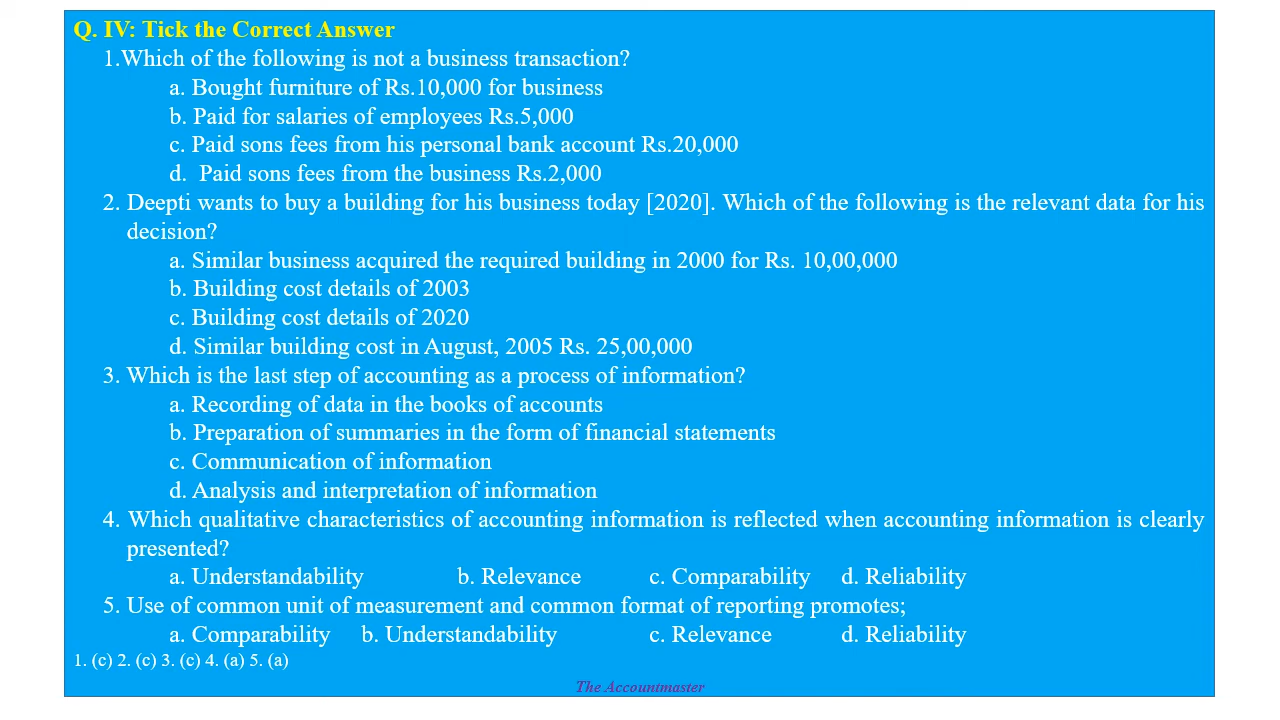 Q. IV: Tick the Correct Answer
1.Which of the following is not a business transaction?
a. Bought furniture of Rs.10,000 for business
b. Paid for salaries of employees Rs.5,000
c. Paid sons fees from his personal bank account Rs.20,000
d. Paid sons fees from the business Rs.2,000
2. Deepti wants to buy a building for his business today [2020]. Which of the following is the relevant data for his
decision?
a. Similar business acquired the required building in 2000 for Rs. 10,00,000
b. Building cost details of 2003
c. Building cost details of 2020
d. Similar building cost in August, 2005 Rs. 25,00,000
3. Which is the last step of accounting as a process of information?
a. Recording of data in the books of accounts
b. Preparation of summaries in the form of financial statements
c. Communication of information
d. Analysis and interpretation of information
4. Which qualitative characteristics of accounting information is reflected when accounting information is clearly
presented?
a. Understandability b. Relevance c. Comparability d. Reliability
5. Use of common unit of measurement and common format of reporting promotes;
a. Comparability b. Understandability c. Relevance d. Reliability
1. (c) 2. (c) 3. (c) 4. (a) 5. (a)
The Accountmaster